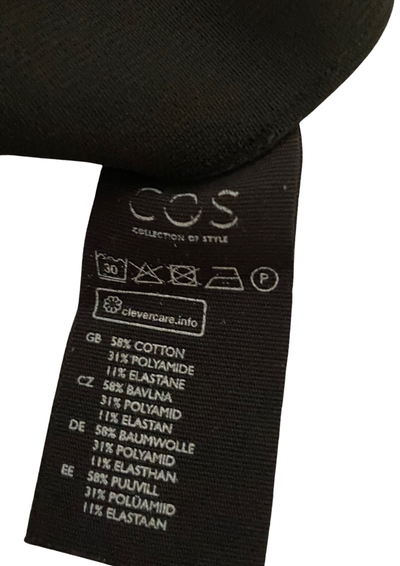 COS
COLLECTION OF STYLE
30 P
clevercare.info
GB 58% COTTON
31% POLYAMIDE
11% ELASTANE
CZ 58% BAVLNA
31% POLYAMID
11% ELASTAN
DE 58% BAUMWOLLE
31% POLYAMID
11% ELASTHAN
EE 58% PUUVILL
31% POLÜAMIID
11% ELASTAAN